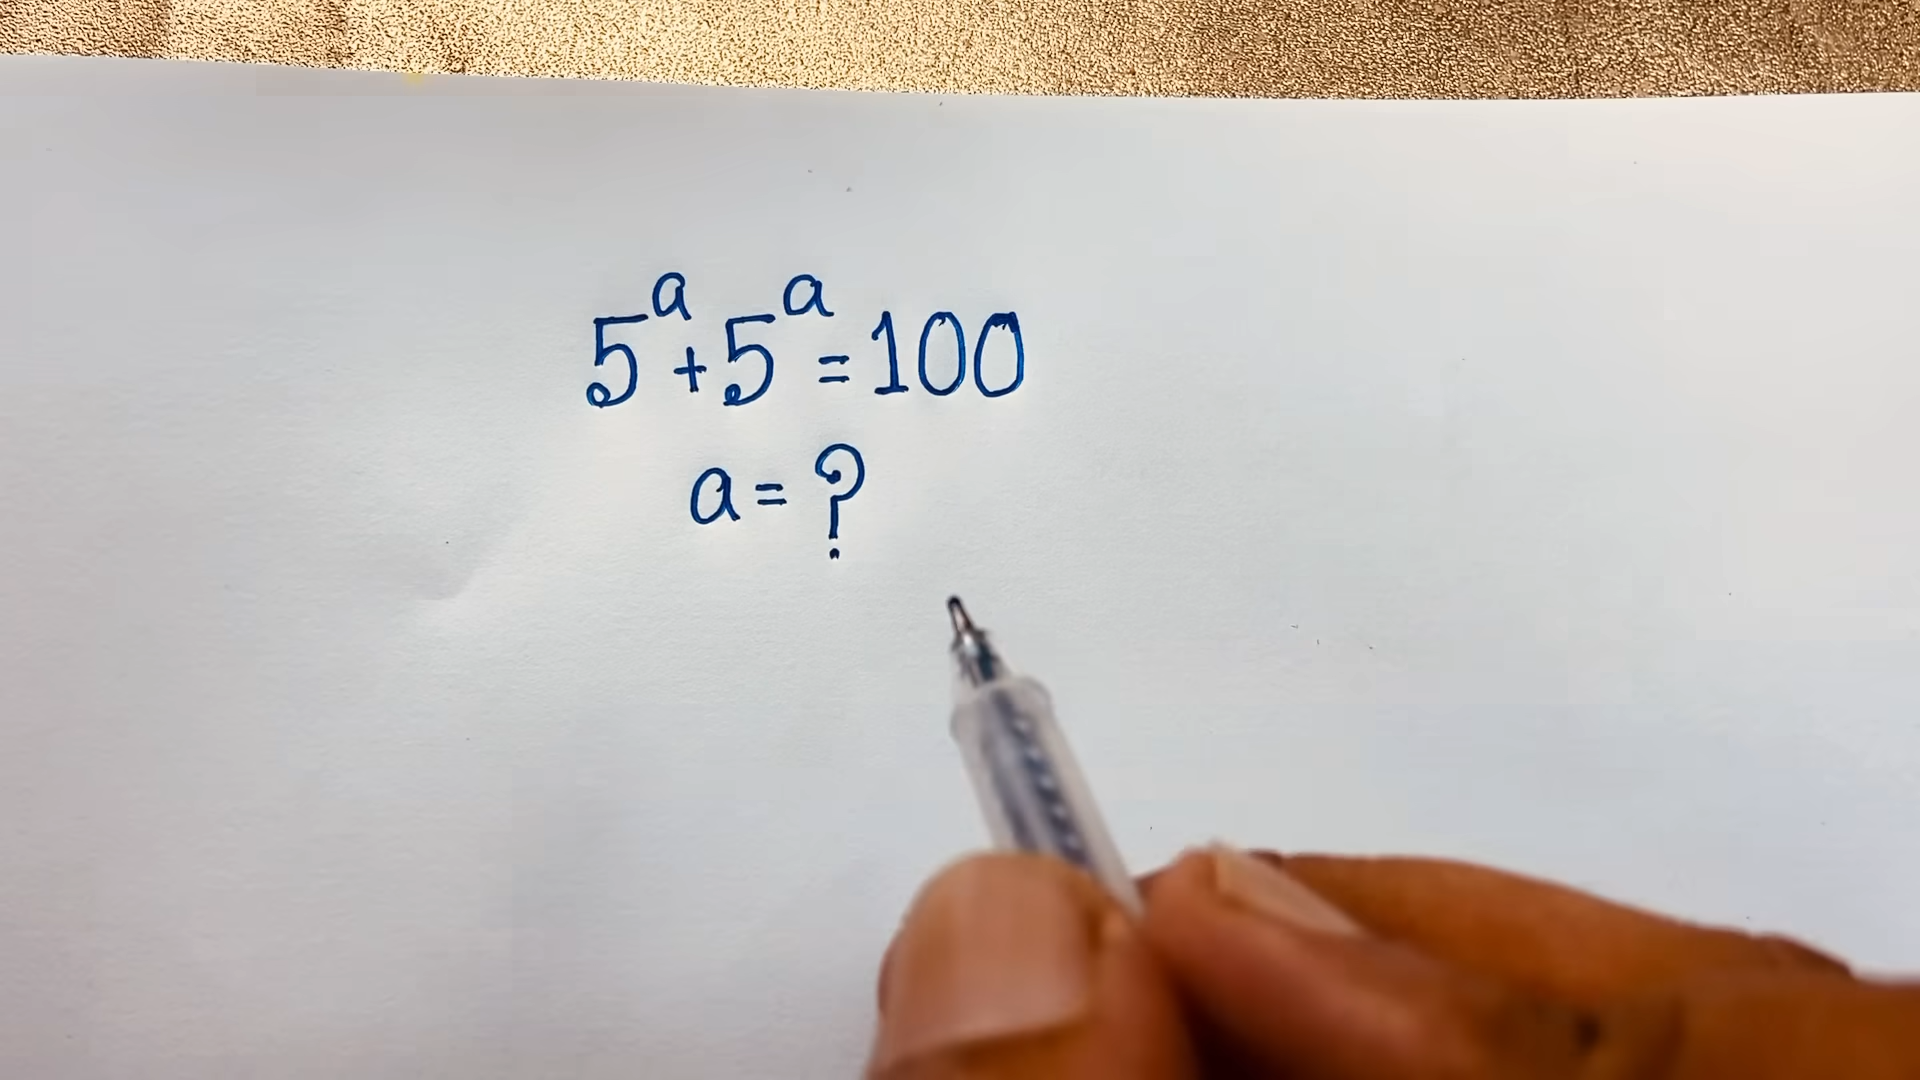 5^a + 5^a = 100
a = ?